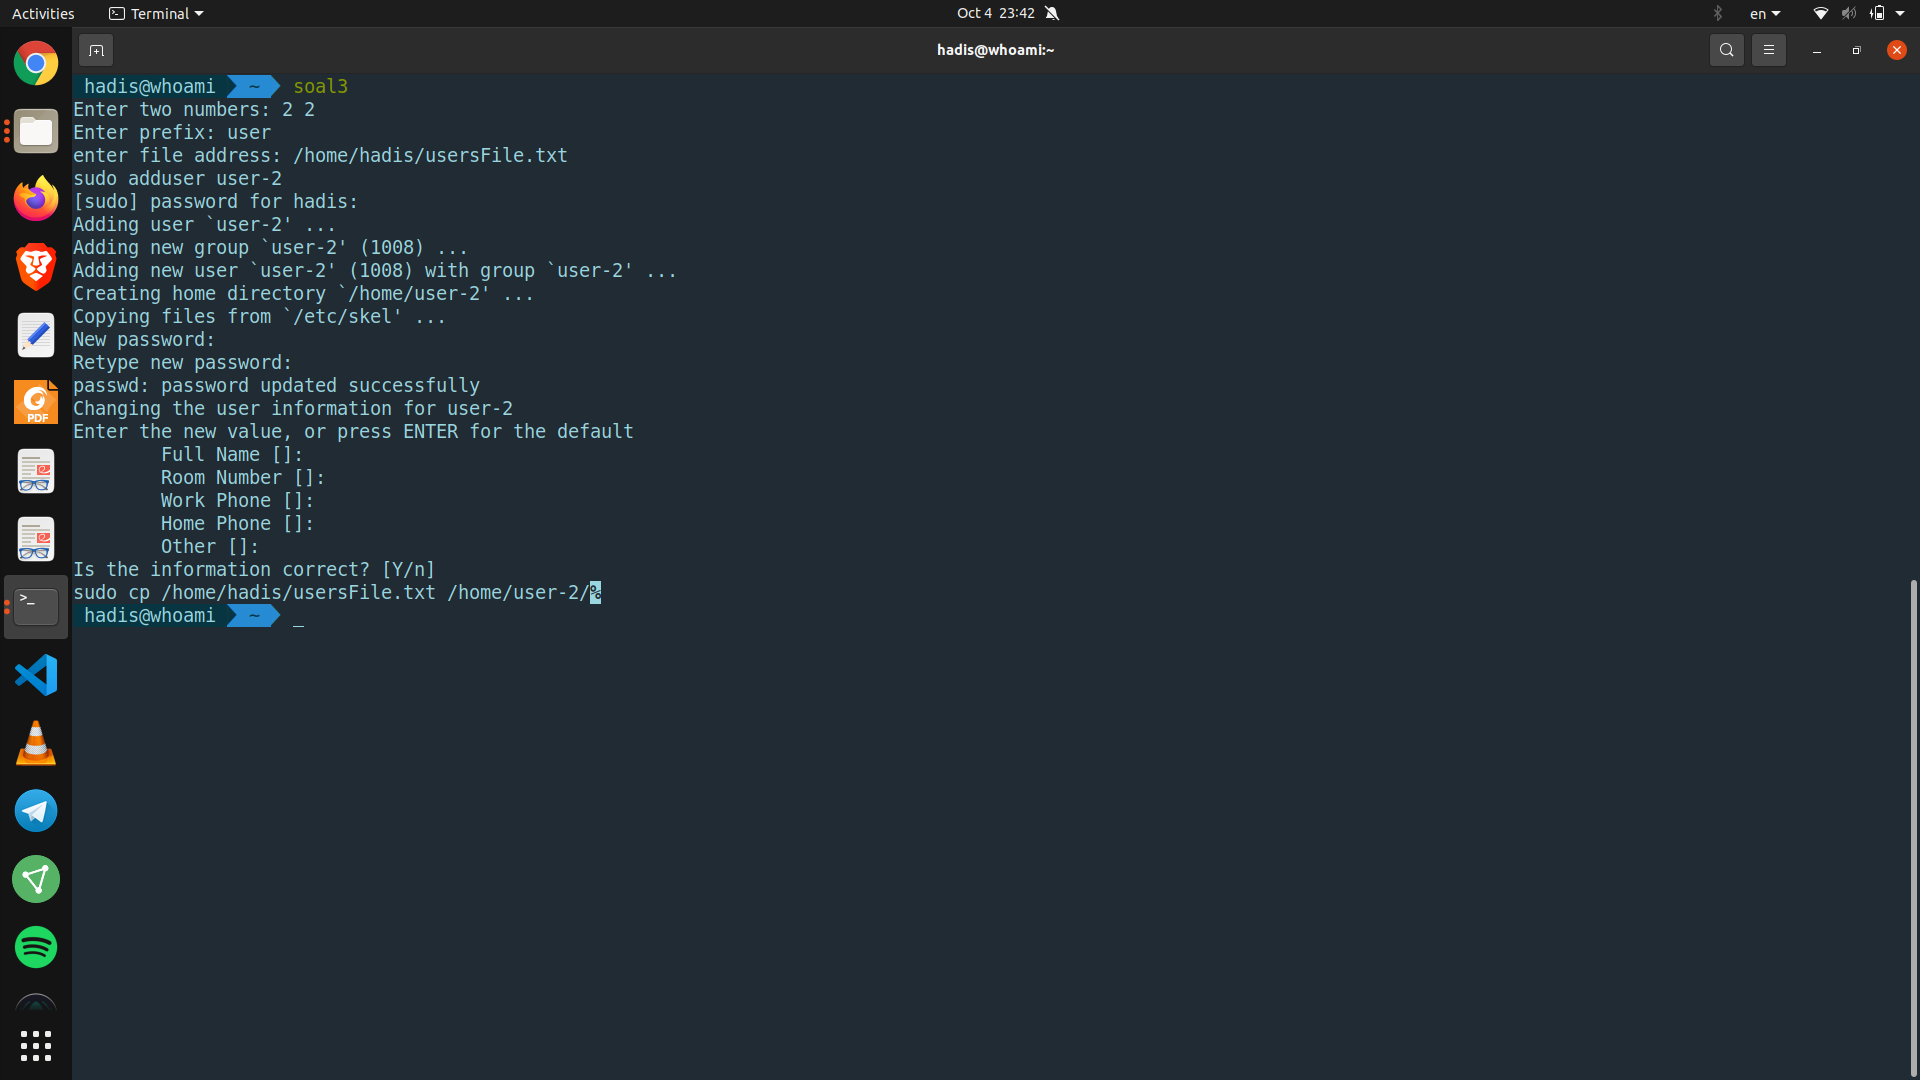 Activities Terminal Oct 4 23:42 en
hadis@whoami:~
hadis@whoami ~ soal3
Enter two numbers: 2 2
Enter prefix: user
enter file address: /home/hadis/usersFile.txt
sudo adduser user-2
[sudo] password for hadis:
Adding user `user-2' ...
Adding new group `user-2' (1008) ...
Adding new user `user-2' (1008) with group `user-2' ...
Creating home directory `/home/user-2' ...
Copying files from `/etc/skel' ...
New password:
Retype new password:
passwd: password updated successfully
Changing the user information for user-2
Enter the new value, or press ENTER for the default
Full Name []:
Room Number []:
Work Phone []:
Home Phone []:
Other []:
Is the information correct? [Y/n]
sudo cp /home/hadis/usersFile.txt /home/user-2/%
hadis@whoami ~ _
PDF
>_